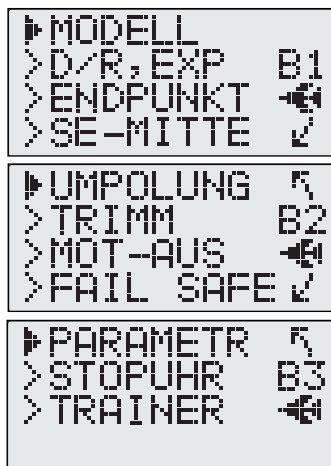 MODELL
>D/R,EXP B1
>ENDPUNKT
>SE-MITTE
UMPOLUNG
>TRIMM B2
>MOT-AUS
>FAIL SAFE
PARAMETR
>STOPUHR B3
>TRAINER